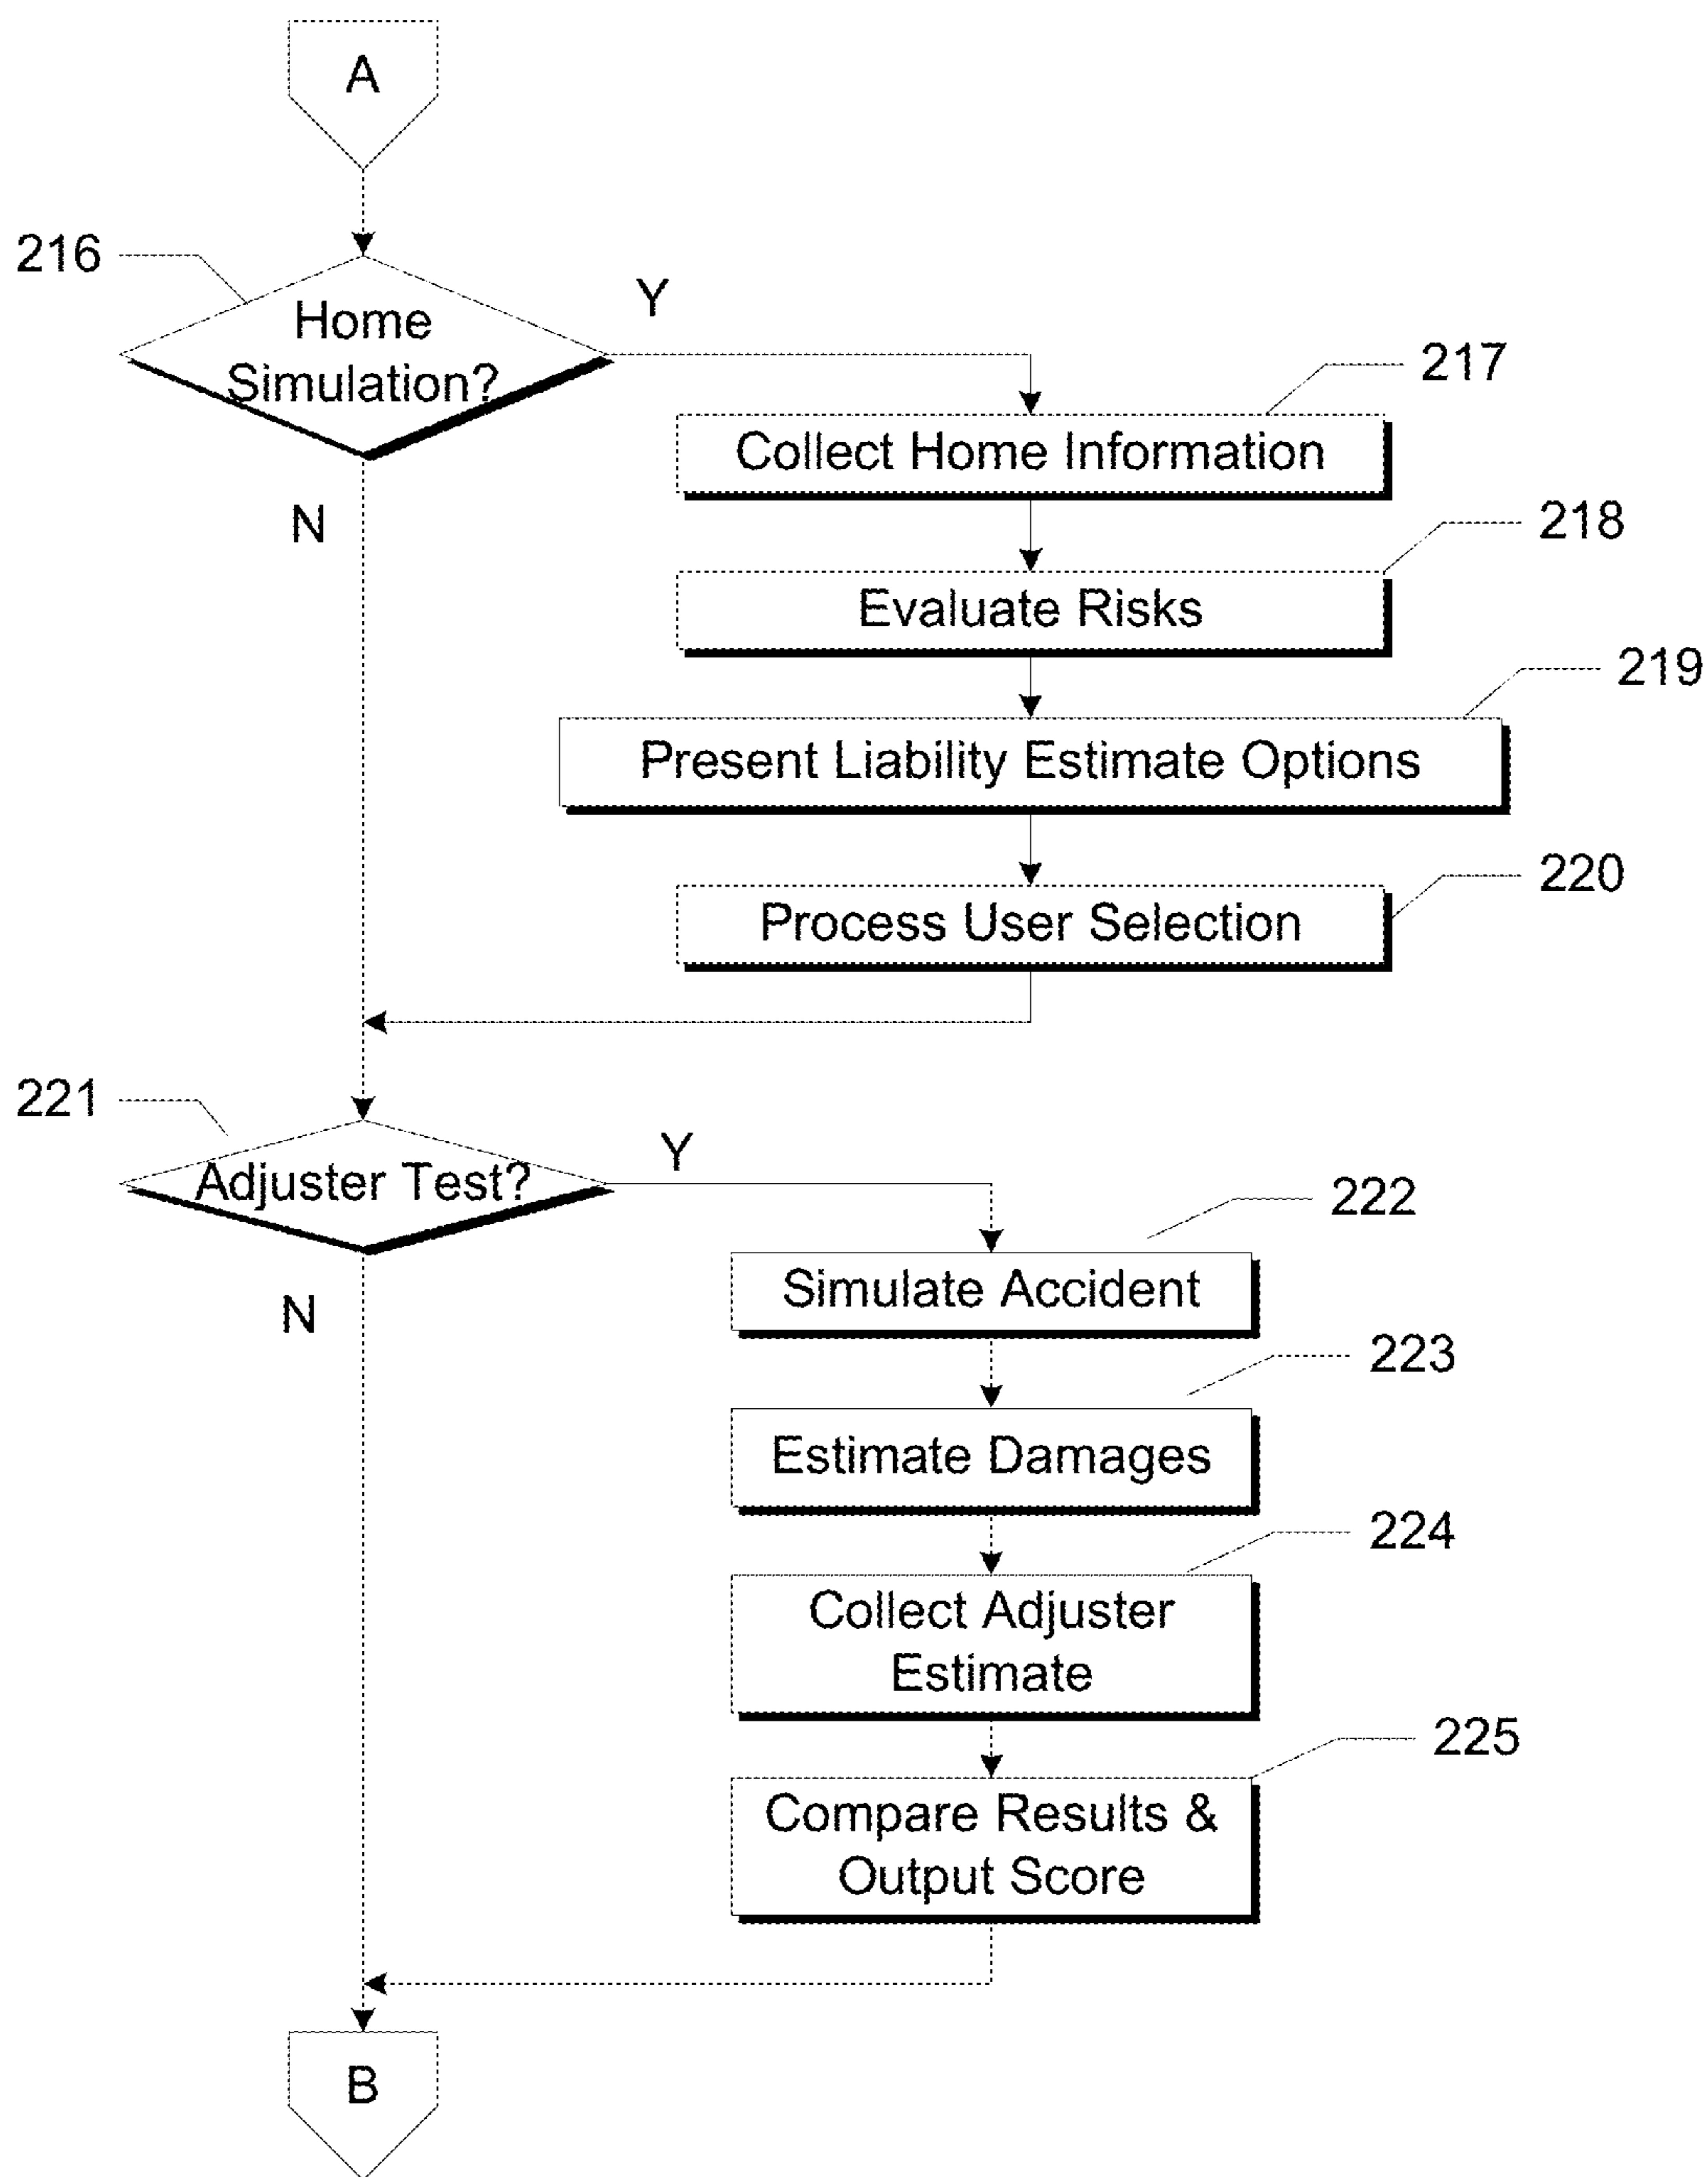 A
216
Home
Simulation?
Y
N
217
Collect Home Information
218
Evaluate Risks
219
Present Liability Estimate Options
220
Process User Selection
221
Adjuster Test?
Y
N
222
Simulate Accident
223
Estimate Damages
224
Collect Adjuster
Estimate
225
Compare Results &
Output Score
B